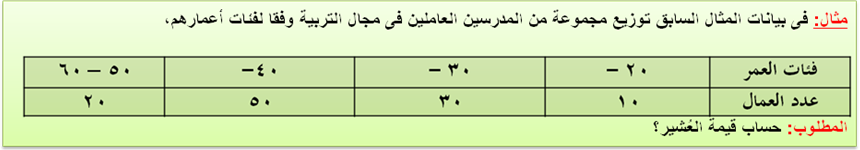 مثال: فى بيانات المثال السابق توزيع مجموعة من المدرسين العاملين فى مجال التربية وفقا لفئات أعمارهم،
فئات العمر ٢٠ – ٣٠ – ٤٠– ٥٠ – ٦٠
عدد العمال ١٠ ٣٠ ٥٠ ٢٠
المطلوب: حساب قيمة العُشير؟